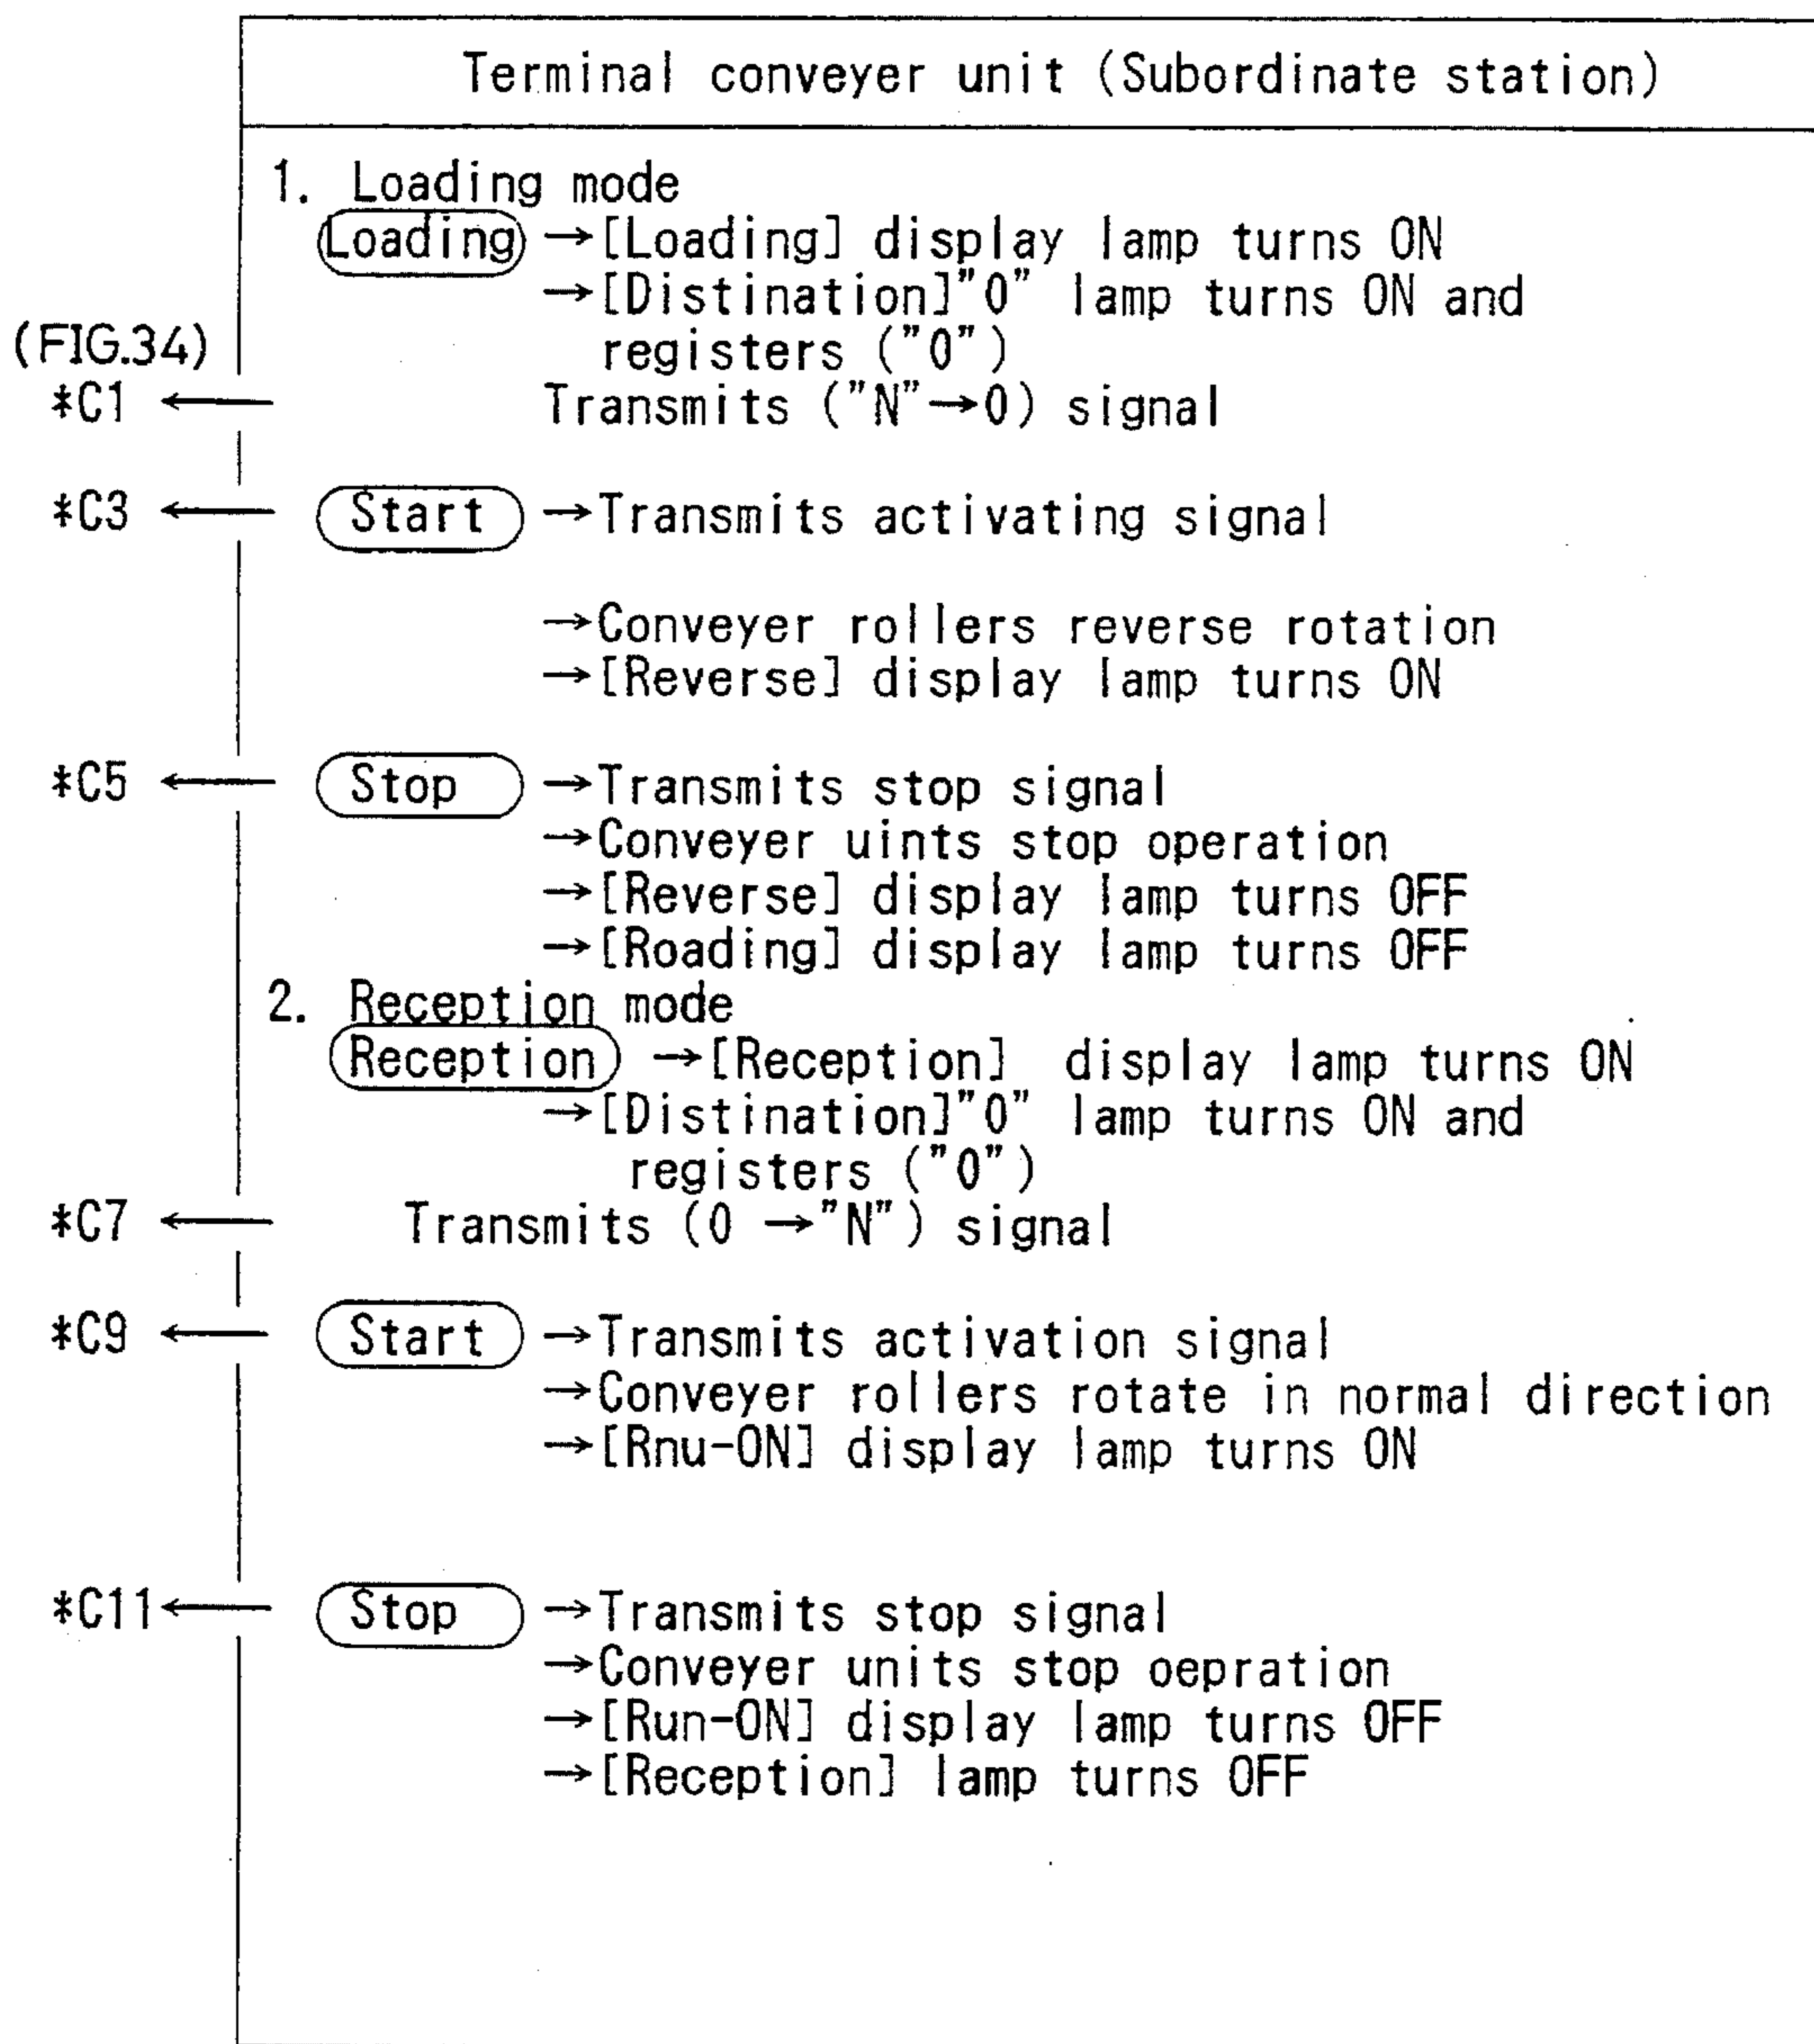 Terminal conveyer unit (Subordinate station)
1. Loading mode
Loading →[Loading] display lamp turns ON
→[Distination]"0" lamp turns ON and
(FIG.34)
registers ("0")
*C1 ← Transmits ("N"→0) signal
*C3 ← Start →Transmits activating signal
→Conveyer rollers reverse rotation
→[Reverse] display lamp turns ON
*C5 ← Stop →Transmits stop signal
→Conveyer uints stop operation
→[Reverse] display lamp turns OFF
→[Roading] display lamp turns OFF
2. Reception mode
Reception →[Reception] display lamp turns ON
→[Distination]"0" lamp turns ON and
registers ("0")
*C7 ← Transmits (0 →"N") signal
*C9 ← Start →Transmits activation signal
→Conveyer rollers rotate in normal direction
→[Rnu-ON] display lamp turns ON
*C11← Stop →Transmits stop signal
→Conveyer units stop oepration
→[Run-ON] display lamp turns OFF
→[Reception] lamp turns OFF